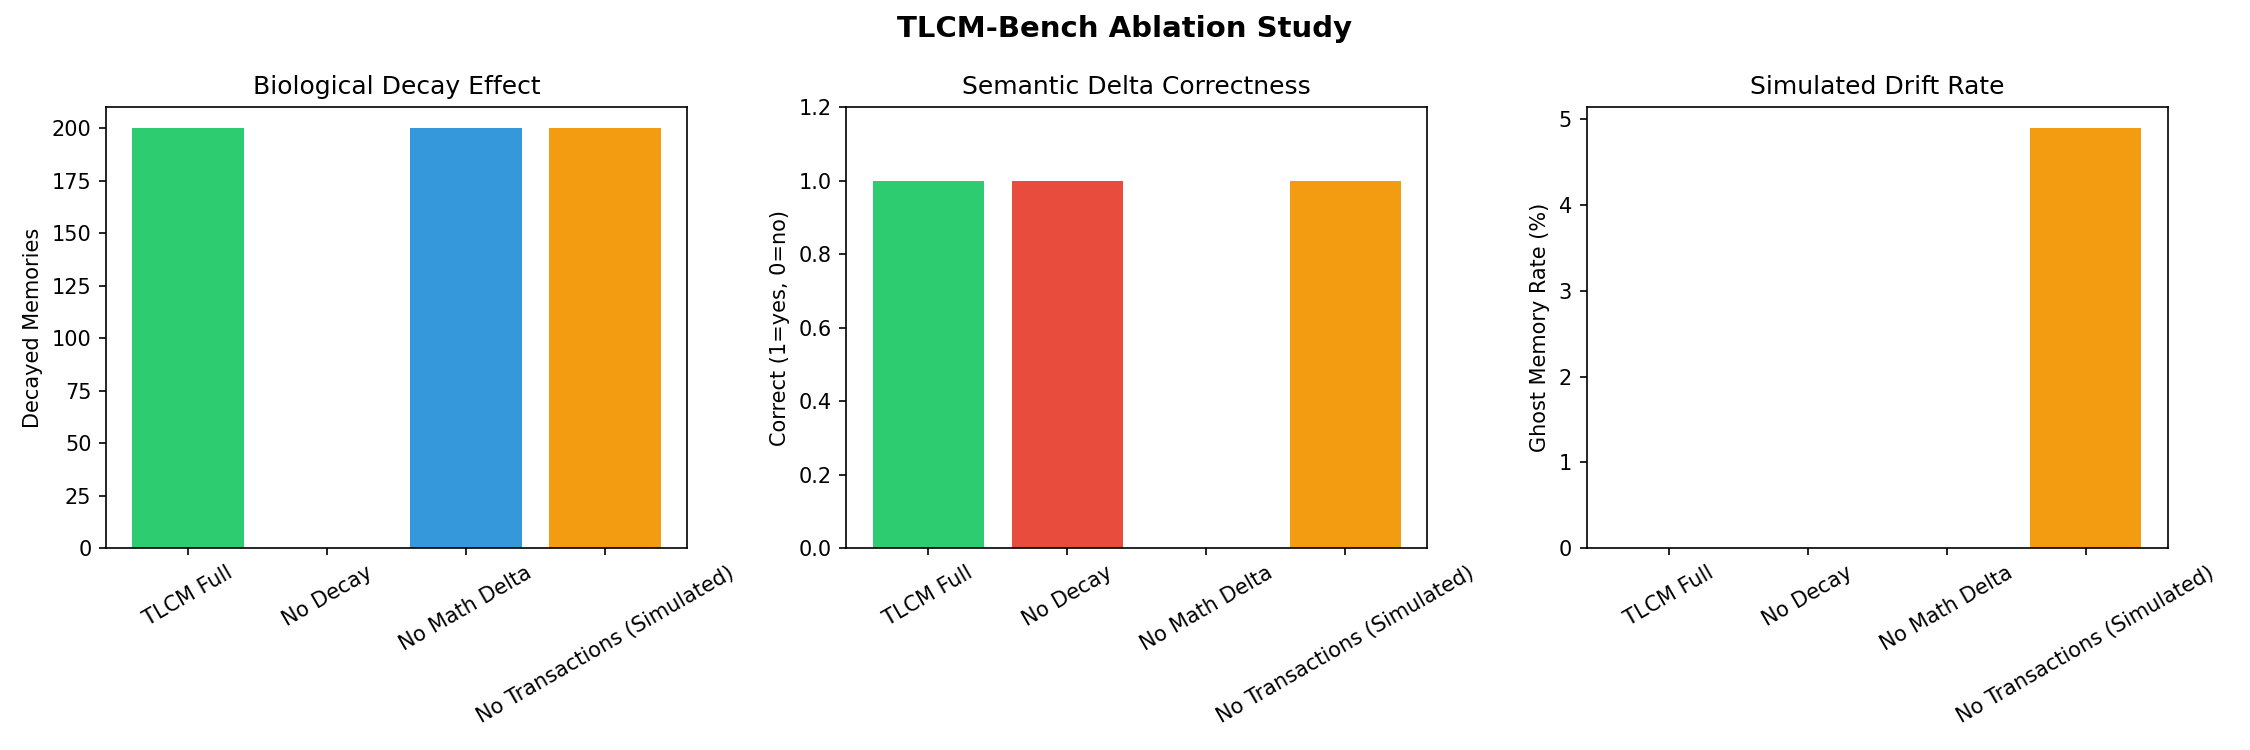 TLCM-Bench Ablation Study
Biological Decay Effect
Decayed Memories
200
175
150
125
100
75
50
25
0
TLCM Full
No Decay
No Math Delta
No Transactions (Simulated)
Semantic Delta Correctness
Correct (1=yes, 0=no)
1.2
1.0
0.8
0.6
0.4
0.2
0.0
TLCM Full
No Decay
No Math Delta
No Transactions (Simulated)
Simulated Drift Rate
Ghost Memory Rate (%)
5
4
3
2
1
0
TLCM Full
No Decay
No Math Delta
No Transactions (Simulated)